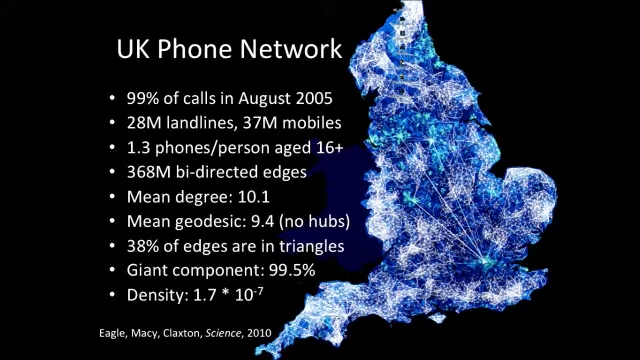 UK Phone Network
• 99% of calls in August 2005
• 28M landlines, 37M mobiles
• 1.3 phones/person aged 16+
• 368M bi-directed edges
• Mean degree: 10.1
• Mean geodesic: 9.4 (no hubs)
• 38% of edges are in triangles
• Giant component: 99.5%
• Density: 1.7 * 10⁻⁷
Eagle, Macy, Claxton, Science, 2010